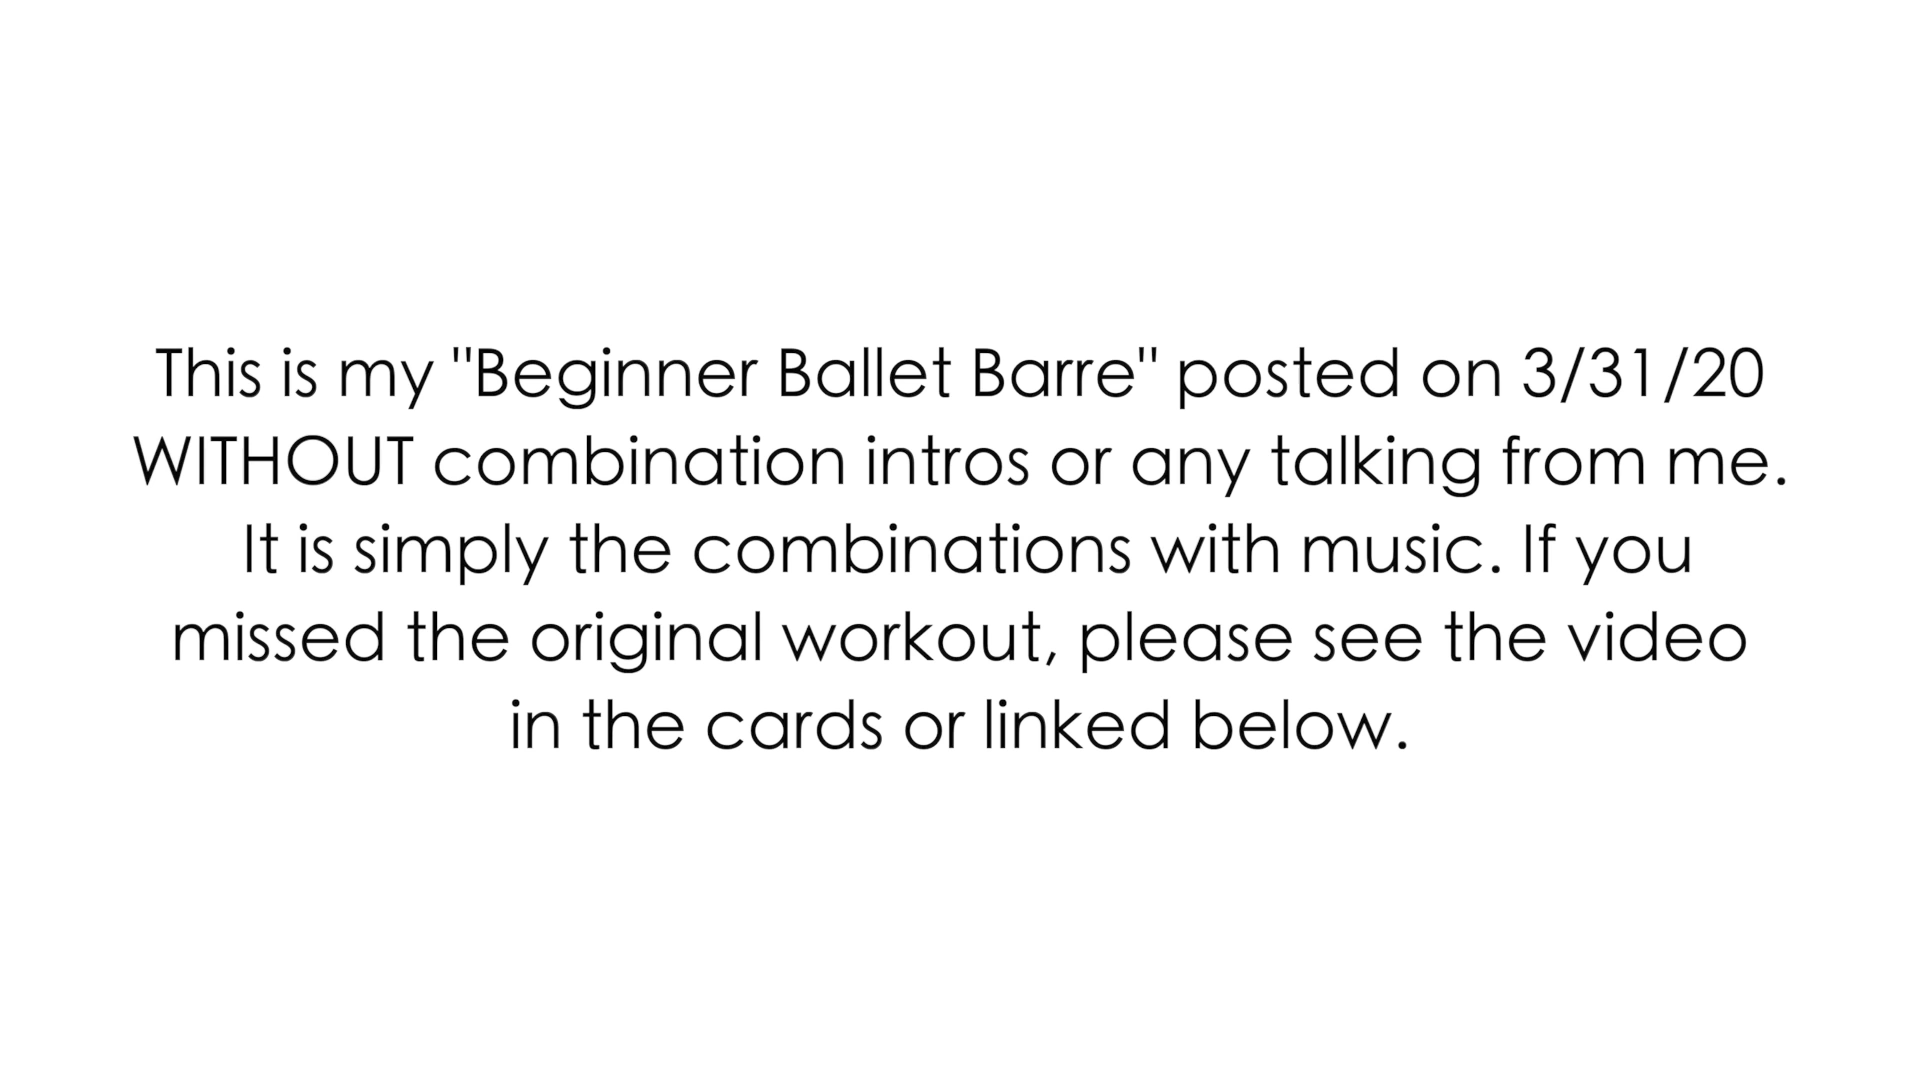 This is my "Beginner Ballet Barre" posted on 3/31/20
WITHOUT combination intros or any talking from me.
It is simply the combinations with music. If you
missed the original workout, please see the video
in the cards or linked below.